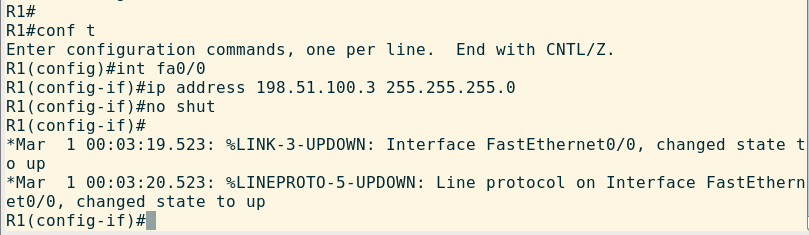 R1#
R1#conf t
Enter configuration commands, one per line.  End with CNTL/Z.
R1(config)#int fa0/0
R1(config-if)#ip address 198.51.100.3 255.255.255.0
R1(config-if)#no shut
R1(config-if)#
*Mar  1 00:03:19.523: %LINK-3-UPDOWN: Interface FastEthernet0/0, changed state t
o up
*Mar  1 00:03:20.523: %LINEPROTO-5-UPDOWN: Line protocol on Interface FastEthern
et0/0, changed state to up
R1(config-if)#